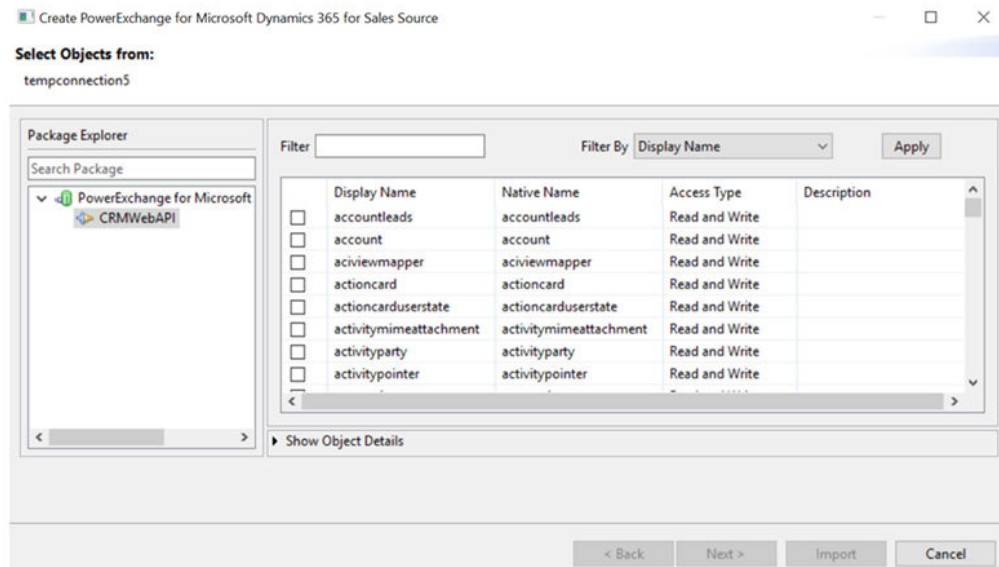 Create PowerExchange for Microsoft Dynamics 365 for Sales Source
Select Objects from:
tempconnection5
Package Explorer
Search Package
PowerExchange for Microsoft
CRMWebAPI
Filter Filter By Display Name Apply
Display Name Native Name Access Type Description
accountleads accountleads Read and Write
account account Read and Write
aciviewmapper aciviewmapper Read and Write
actioncard actioncard Read and Write
actioncarduserstate actioncarduserstate Read and Write
activitymimeattachment activitymimeattachment Read and Write
activityparty activityparty Read and Write
activitypointer activitypointer Read and Write
Show Object Details
< Back Next > Import Cancel